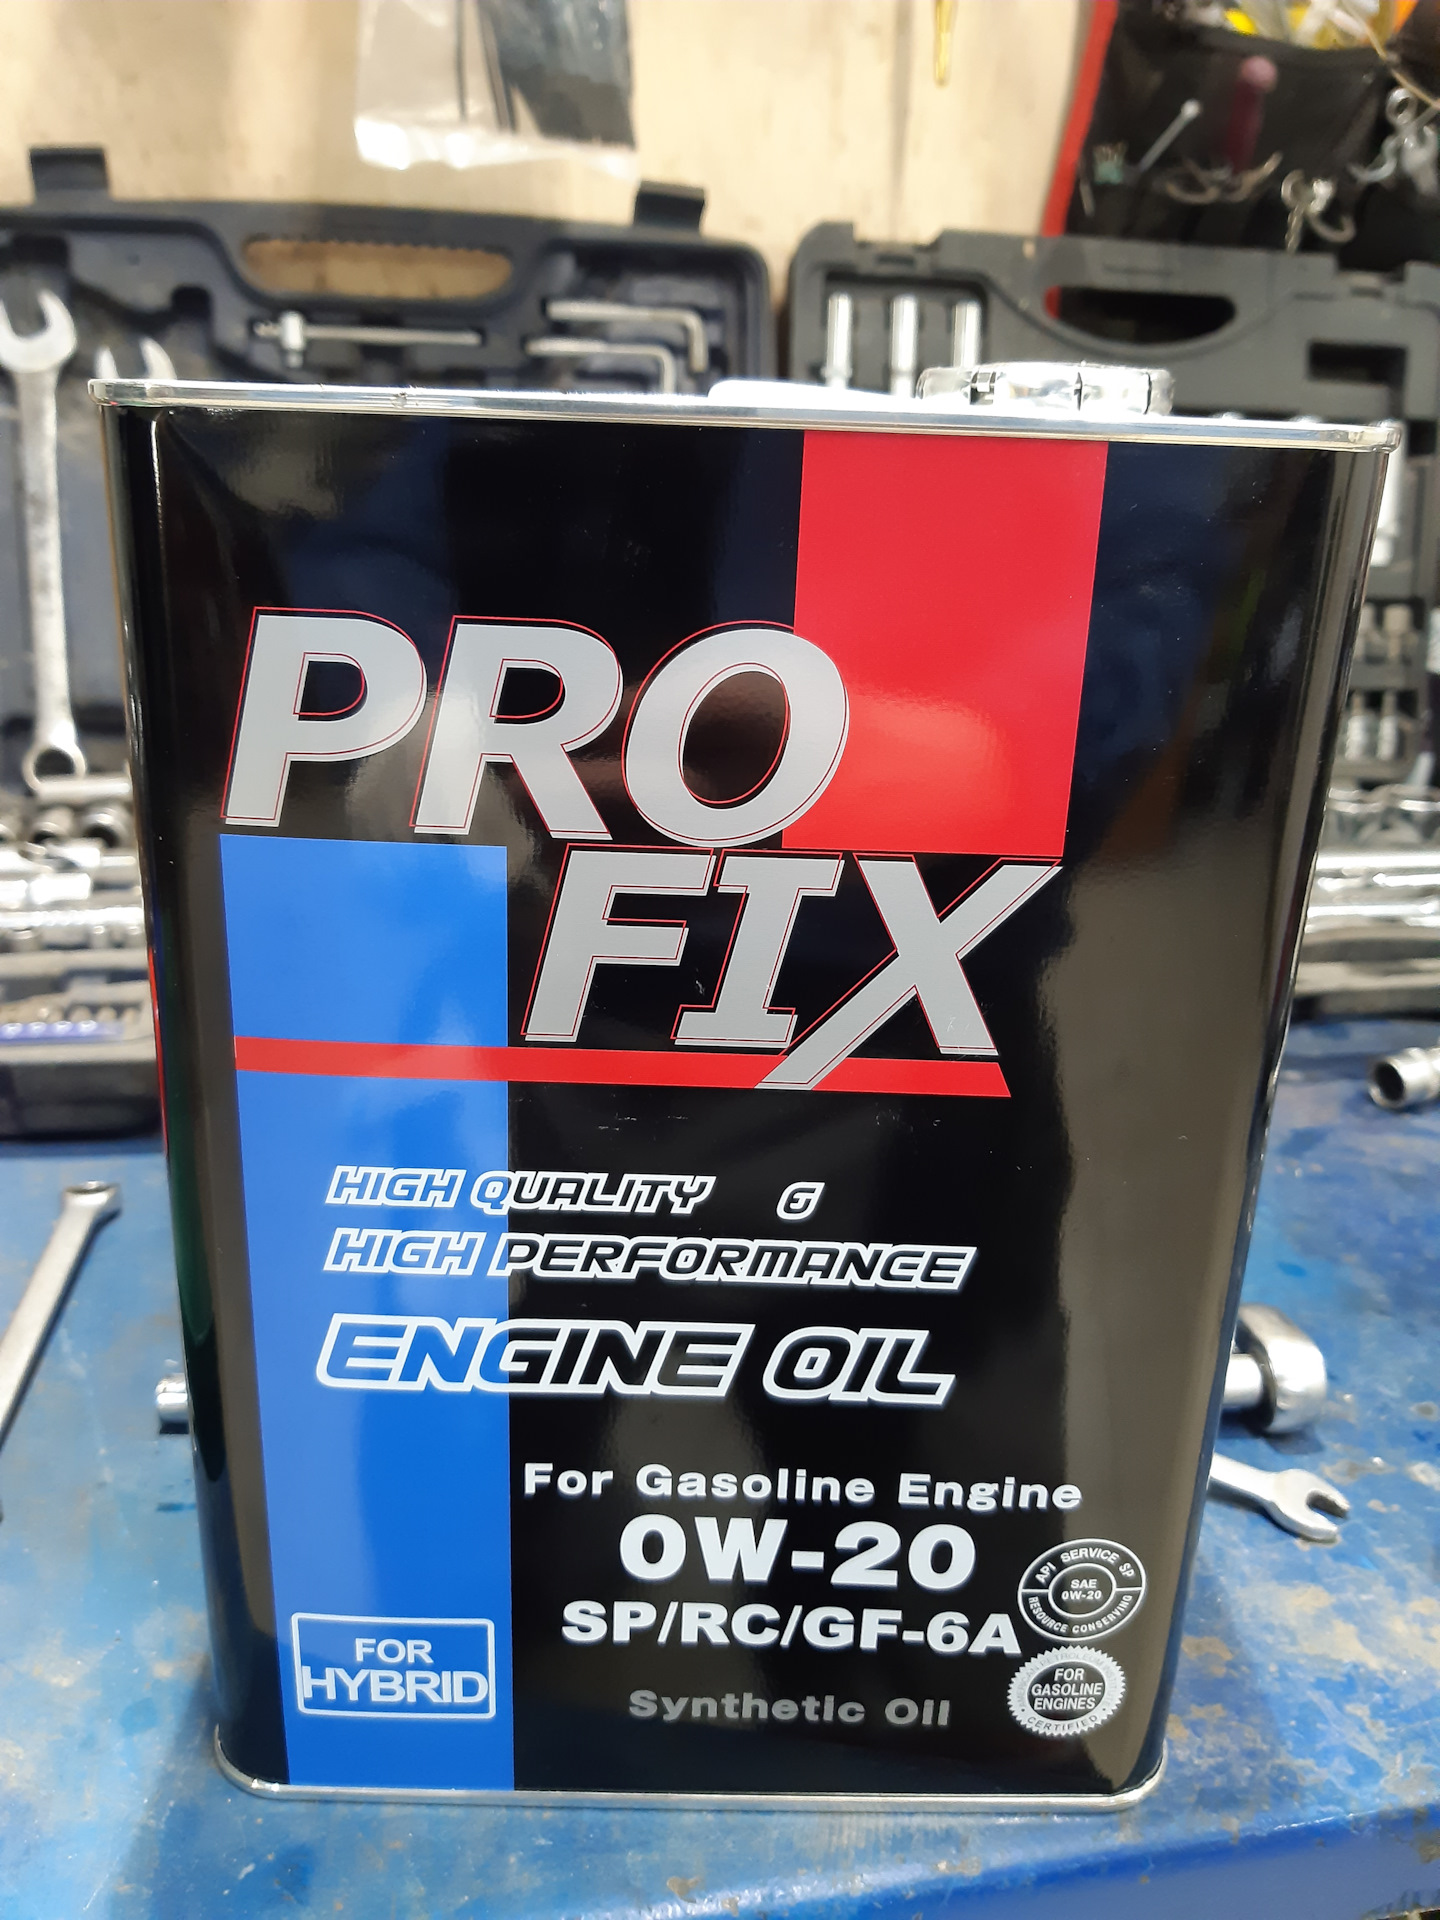 PRO
FIX
HIGH QUALITY &
HIGH PERFORMANCE
ENGINE OIL
For Gasoline Engine
0W-20
SP/RC/GF-6A
Synthetic Oil
FOR
HYBRID
API SERVICE SP
SAE
0W-20
RESOURCE CONSERVING
PETROLEUM
FOR
GASOLINE
ENGINES
CERTIFIED